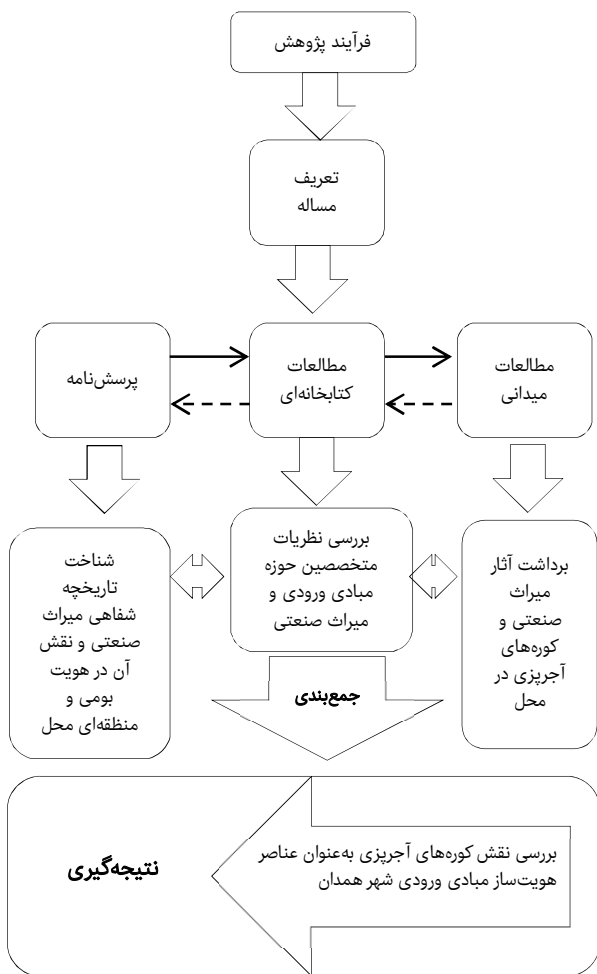 فرآیند پژوهش
تعریف
مساله
مطالعات
میدانی
مطالعات
کتابخانه‌ای
پرسش‌نامه
برداشت آثار
میراث
صنعتی و
کوره‌های
آجرپزی در
محل
بررسی نظریات
متخصصین حوزه
مبادی ورودی و
میراث صنعتی
شناخت
تاریخچه
شفاهی میراث
صنعتی و نقش
آن در هویت
بومی و
منطقه‌ای محل
جمع‌بندی
بررسی نقش کوره‌های آجرپزی به‌عنوان عناصر
هویت‌ساز مبادی ورودی شهر همدان
نتیجه‌گیری